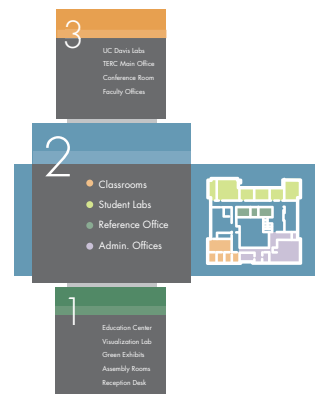 3
UC Davis Labs
TERC Main Office
Conference Room
Faculty Offices
2
Classrooms
Student Labs
Reference Office
Admin. Offices
1
Education Center
Visualization Lab
Green Exhibits
Assembly Rooms
Reception Desk